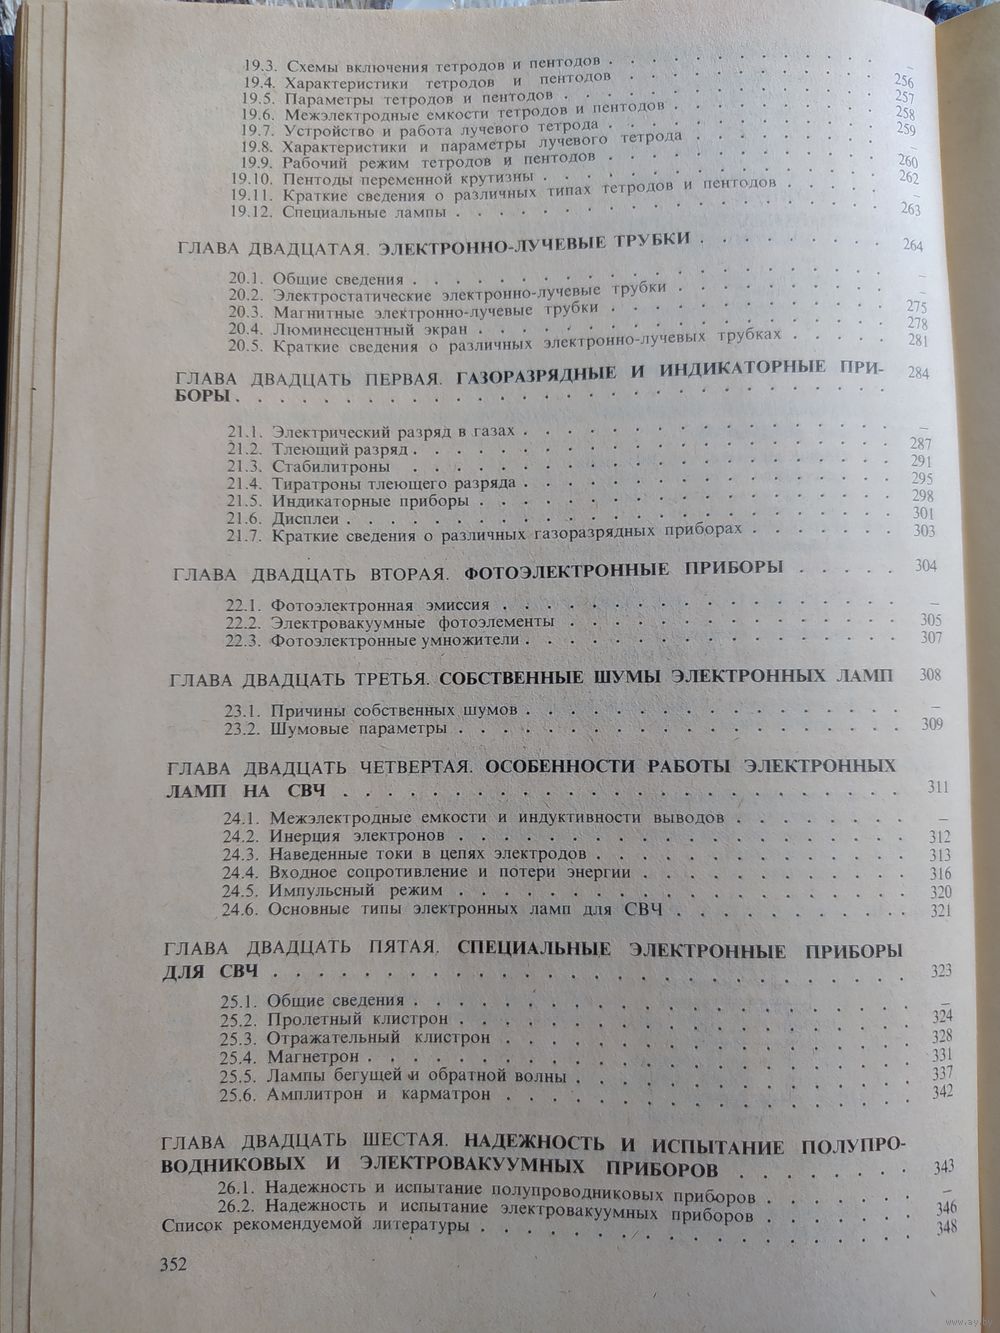 19.3. Схемы включения тетродов и пентодов . . . . . . . . . . . . –
19.4. Характеристики тетродов и пентодов . . . . . . . . . . . . 256
19.5. Параметры тетродов и пентодов . . . . . . . . . . . . 257
19.6. Межэлектродные емкости тетродов и пентодов . . . . . . . . . . 258
19.7. Устройство и работа лучевого тетрода . . . . . . . . . . . . 259
19.8. Характеристики и параметры лучевого тетрода . . . . . . . . . . –
19.9. Рабочий режим тетродов и пентодов . . . . . . . . . . . . 260
19.10. Пентоды переменной крутизны . . . . . . . . . . . . 262
19.11. Краткие сведения о различных типах тетродов и пентодов . . . . . –
19.12. Специальные лампы . . . . . . . . . . . . 263
ГЛАВА ДВАДЦАТАЯ. ЭЛЕКТРОННО-ЛУЧЕВЫЕ ТРУБКИ . . . . . . . . . 264
20.1. Общие сведения . . . . . . . . . . . . –
20.2. Электростатические электронно-лучевые трубки . . . . . . . . . –
20.3. Магнитные электронно-лучевые трубки . . . . . . . . . . . . 275
20.4. Люминесцентный экран . . . . . . . . . . . . 278
20.5. Краткие сведения о различных электронно-лучевых трубках . . . . . 281
ГЛАВА ДВАДЦАТЬ ПЕРВАЯ. ГАЗОРАЗРЯДНЫЕ И ИНДИКАТОРНЫЕ ПРИ- 284
БОРЫ . . . . . . . . . . . .
21.1. Электрический разряд в газах . . . . . . . . . . . . –
21.2. Тлеющий разряд . . . . . . . . . . . . 287
21.3. Стабилитроны . . . . . . . . . . . . 291
21.4. Тиратроны тлеющего разряда . . . . . . . . . . . . 295
21.5. Индикаторные приборы . . . . . . . . . . . . 298
21.6. Дисплеи . . . . . . . . . . . . 301
21.7. Краткие сведения о различных газоразрядных приборах . . . . . . 303
ГЛАВА ДВАДЦАТЬ ВТОРАЯ. ФОТОЭЛЕКТРОННЫЕ ПРИБОРЫ . . . . . 304
22.1. Фотоэлектронная эмиссия . . . . . . . . . . . . –
22.2. Электровакуумные фотоэлементы . . . . . . . . . . . . 305
22.3. Фотоэлектронные умножители . . . . . . . . . . . . 307
ГЛАВА ДВАДЦАТЬ ТРЕТЬЯ. СОБСТВЕННЫЕ ШУМЫ ЭЛЕКТРОННЫХ ЛАМП 308
23.1. Причины собственных шумов . . . . . . . . . . . . –
23.2. Шумовые параметры . . . . . . . . . . . . 309
ГЛАВА ДВАДЦАТЬ ЧЕТВЕРТАЯ. ОСОБЕННОСТИ РАБОТЫ ЭЛЕКТРОННЫХ
ЛАМП НА СВЧ . . . . . . . . . . . . 311
24.1. Межэлектродные емкости и индуктивности выводов . . . . . . . –
24.2. Инерция электронов . . . . . . . . . . . . 312
24.3. Наведенные токи в цепях электродов . . . . . . . . . . . . 313
24.4. Входное сопротивление и потери энергии . . . . . . . . . . 316
24.5. Импульсный режим . . . . . . . . . . . . 320
24.6. Основные типы электронных ламп для СВЧ . . . . . . . . . 321
ГЛАВА ДВАДЦАТЬ ПЯТАЯ. СПЕЦИАЛЬНЫЕ ЭЛЕКТРОННЫЕ ПРИБОРЫ
ДЛЯ СВЧ . . . . . . . . . . . . 323
25.1. Общие сведения . . . . . . . . . . . . –
25.2. Пролетный клистрон . . . . . . . . . . . . 324
25.3. Отражательный клистрон . . . . . . . . . . . . 328
25.4. Магнетрон . . . . . . . . . . . . 331
25.5. Лампы бегущей и обратной волны . . . . . . . . . . . . 337
25.6. Амплитрон и карматрон . . . . . . . . . . . . 342
ГЛАВА ДВАДЦАТЬ ШЕСТАЯ. НАДЕЖНОСТЬ И ИСПЫТАНИЕ ПОЛУПРО-
ВОДНИКОВЫХ И ЭЛЕКТРОВАКУУМНЫХ ПРИБОРОВ . . . . . . . 343
26.1. Надежность и испытание полупроводниковых приборов . . . . . . –
26.2. Надежность и испытание электровакуумных приборов . . . . . . 346
Список рекомендуемой литературы . . . . . . . . . . . . 348
352
www.ay.by